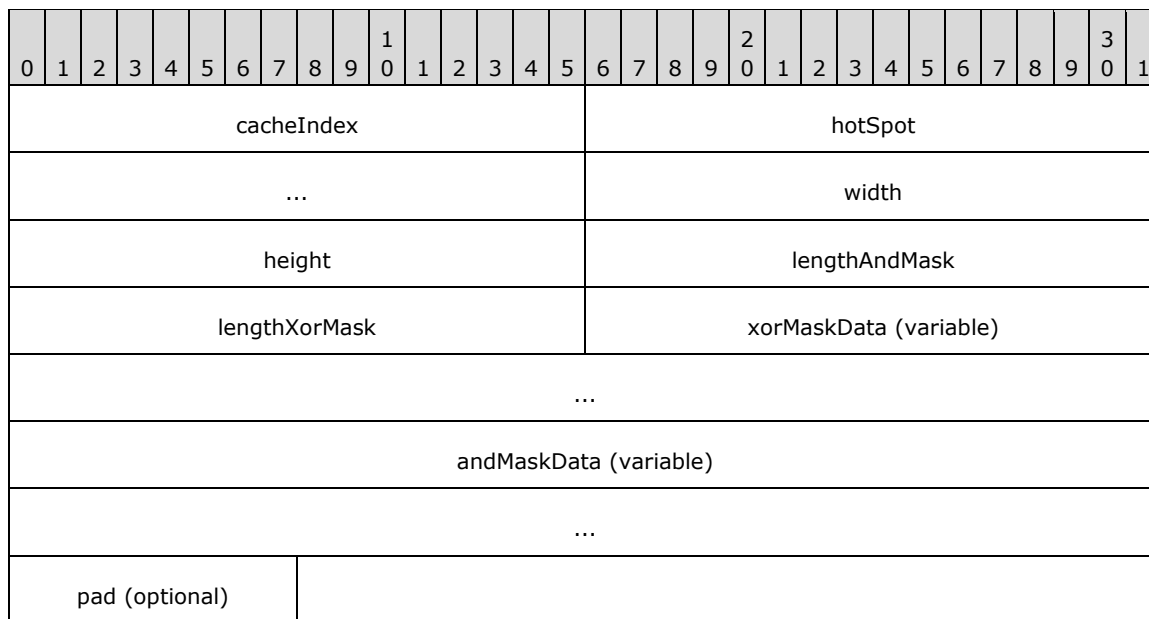 1 2 3
0 1 2 3 4 5 6 7 8 9 0 1 2 3 4 5 6 7 8 9 0 1 2 3 4 5 6 7 8 9 0 1
cacheIndex hotSpot
... width
height lengthAndMask
lengthXorMask xorMaskData (variable)
...
andMaskData (variable)
...
pad (optional)